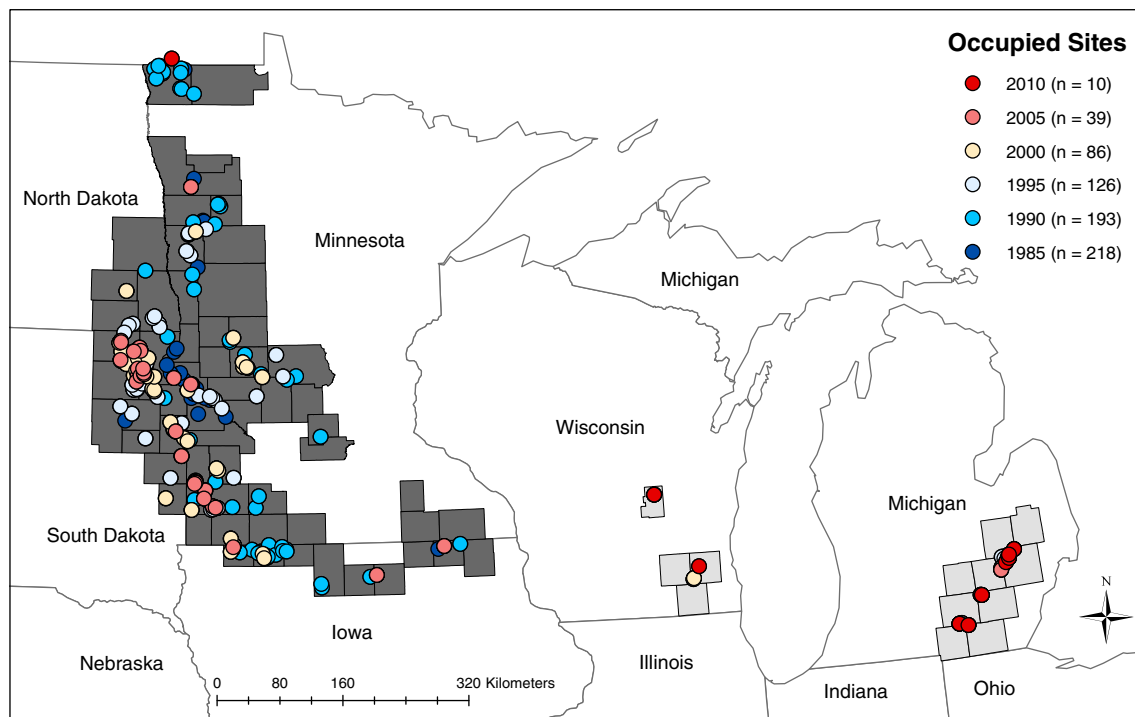 Occupied Sites
2010 (n = 10)
2005 (n = 39)
2000 (n = 86)
1995 (n = 126)
1990 (n = 193)
1985 (n = 218)
North Dakota
Minnesota
Michigan
Wisconsin
Michigan
South Dakota
Iowa
Nebraska
Illinois
Indiana
Ohio
N
0 80 160 320 Kilometers